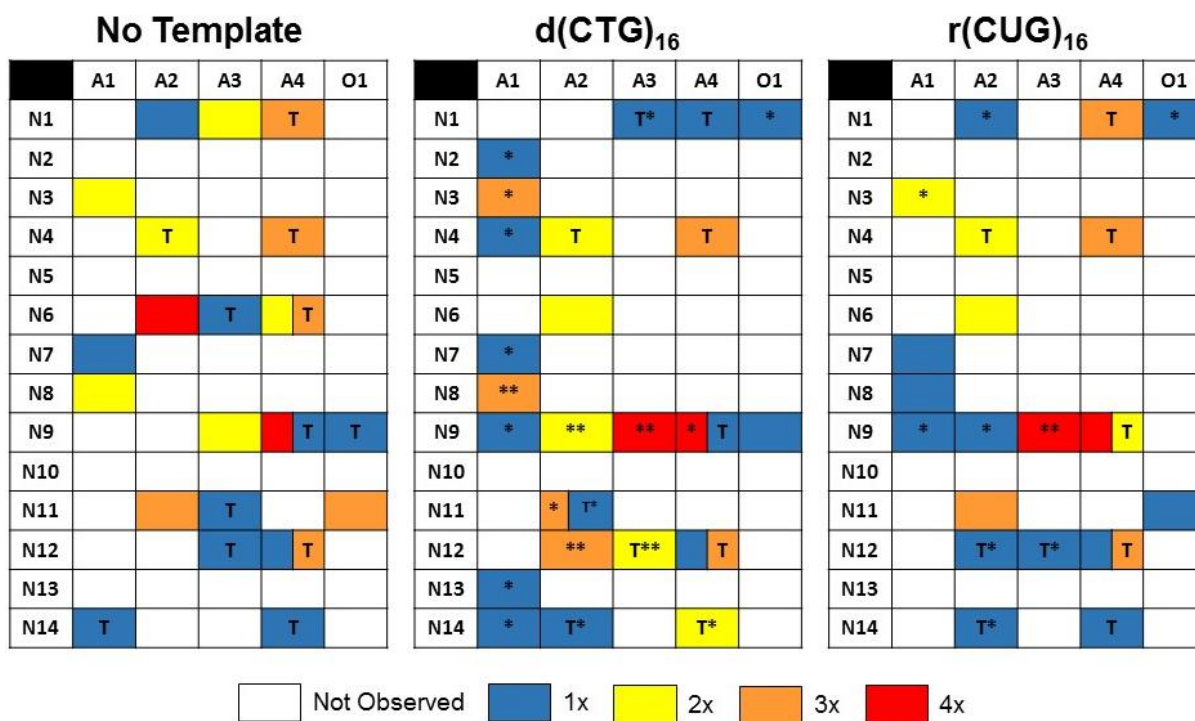 No Template d(CTG)16 r(CUG)16
A1 A2 A3 A4 O1 A1 A2 A3 A4 O1 A1 A2 A3 A4 O1
N1 T N1 T* T * N1 * T *
N2 N2 * N2
N3 N3 * N3 *
N4 T T N4 * T T N4 T T
N5 N5 N5
N6 T T N6 N6
N7 N7 * N7
N8 N8 ** N8
N9 T T N9 * ** ** * T N9 * * ** T
N10 N10 N10
N11 T N11 * T* N11
N12 T T N12 ** T** T N12 T* T* T
N13 N13 * N13
N14 T T N14 * T* T* N14 T* T
Not Observed 1x 2x 3x 4x